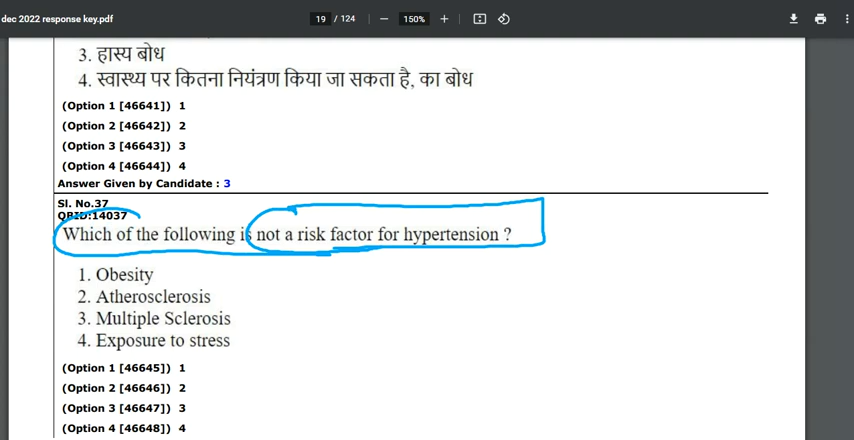 dec 2022 response key.pdf
19 / 124
150%
3. हास्य बोध
4. स्वास्थ्य पर कितना नियंत्रण किया जा सकता है, का बोध
(Option 1 [46641]) 1
(Option 2 [46642]) 2
(Option 3 [46643]) 3
(Option 4 [46644]) 4
Answer Given by Candidate : 3
Sl. No.37
QBID:14037
Which of the following is not a risk factor for hypertension ?
1. Obesity
2. Atherosclerosis
3. Multiple Sclerosis
4. Exposure to stress
(Option 1 [46645]) 1
(Option 2 [46646]) 2
(Option 3 [46647]) 3
(Option 4 [46648]) 4